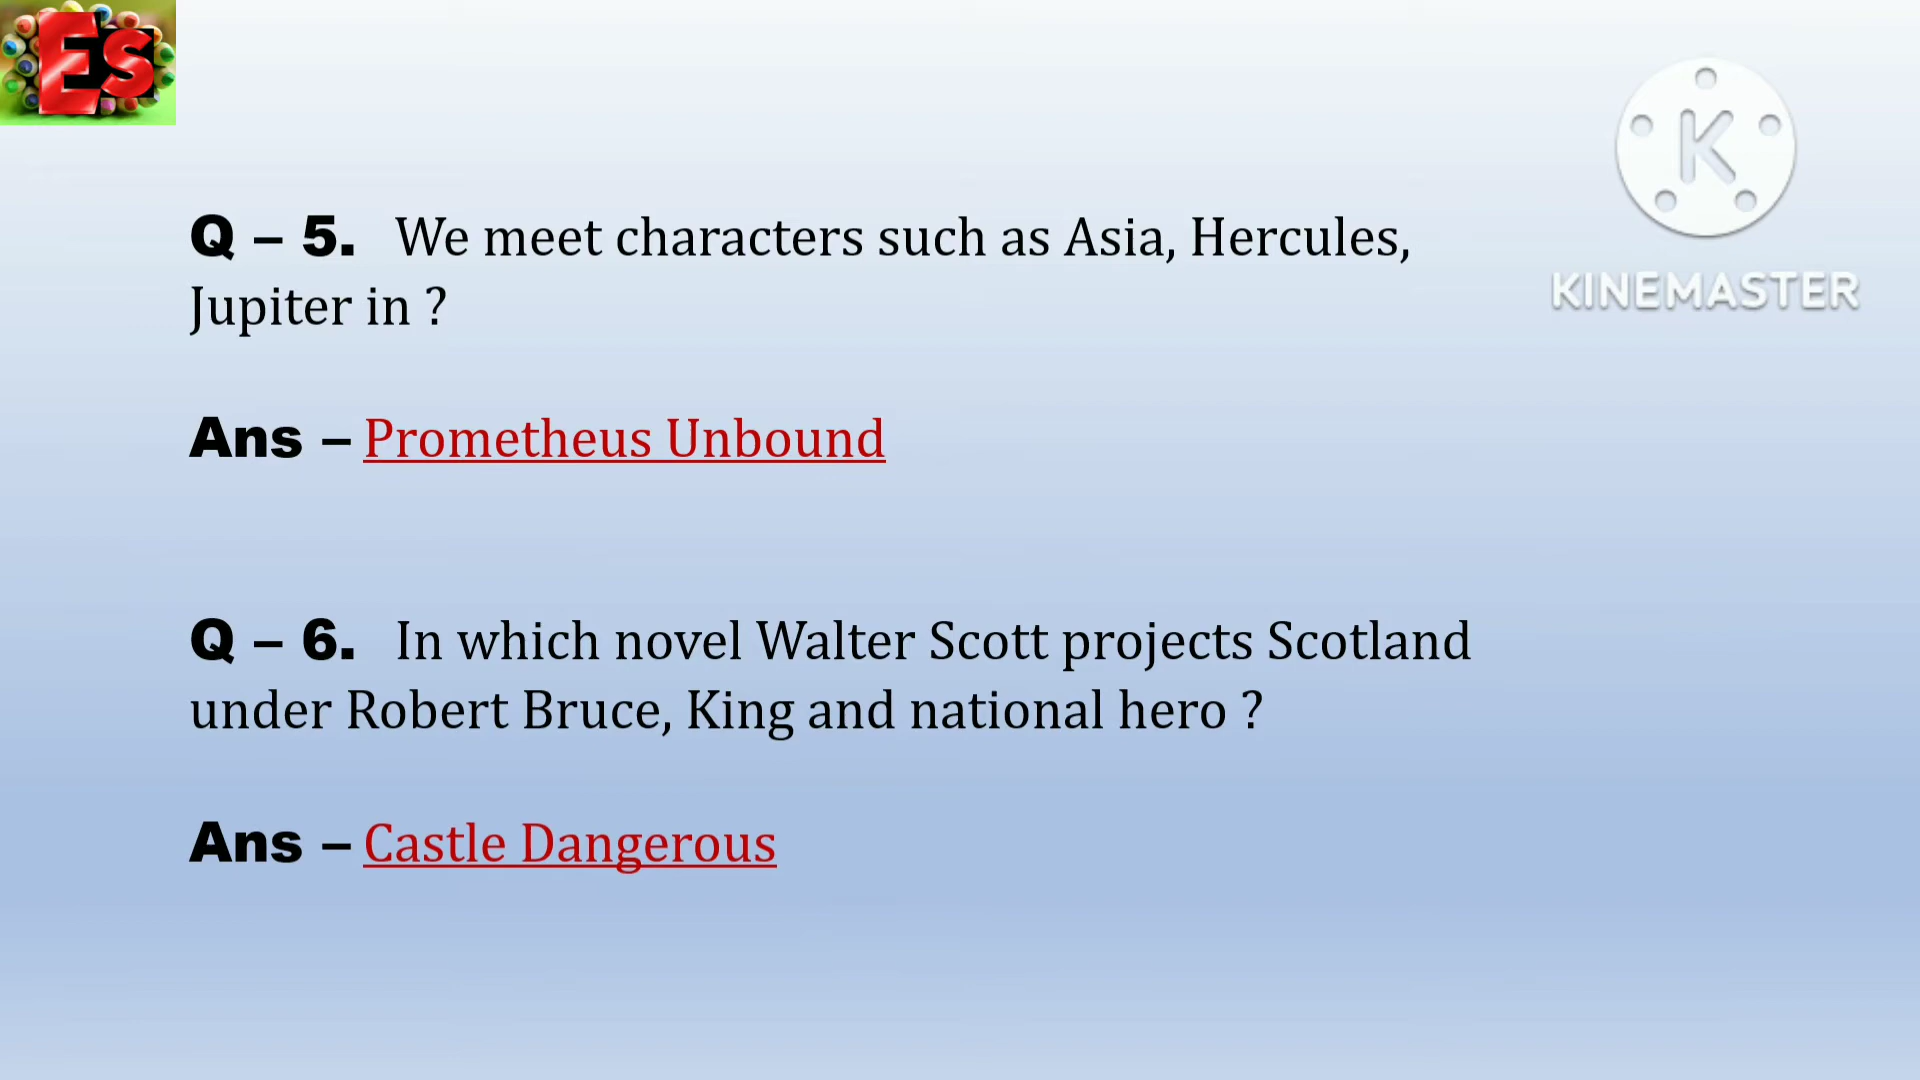 Es
KINEMASTER
Q – 5. We meet characters such as Asia, Hercules,
Jupiter in ?
Ans – Prometheus Unbound
Q – 6. In which novel Walter Scott projects Scotland
under Robert Bruce, King and national hero ?
Ans – Castle Dangerous